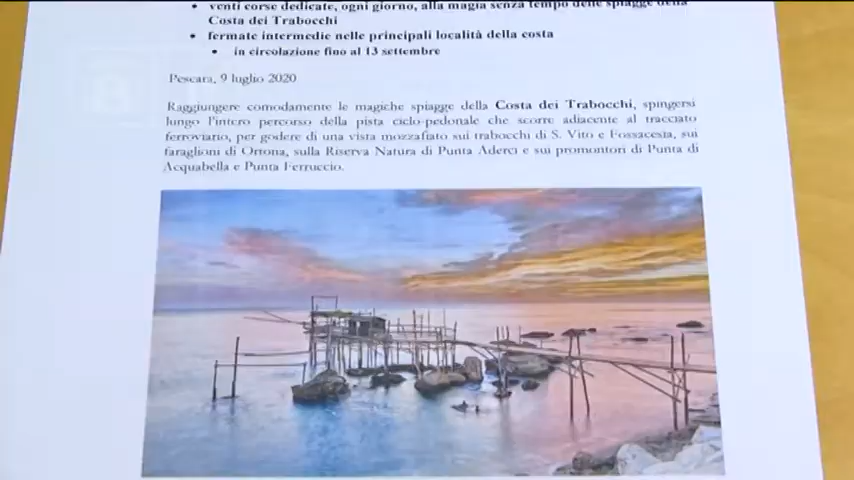 venti corse dedicate, ogni giorno, alla magia senza tempo delle spiagge della
Costa dei Trabocchi
fermate intermedie nelle principali località della costa
in circolazione fino al 13 settembre
Pescara, 9 luglio 2020
Raggiungere comodamente le magiche spiagge della Costa dei Trabocchi, spingersi
lungo l'intero percorso della pista ciclo-pedonale che scorre adiacente al tracciato
ferroviario, per godere di una vista mozzafiato sui trabocchi di S. Vito e Fossacesia, sui
faraglioni di Ortona, sulla Riserva Natura di Punta Aderci e sui promontori di Punta di
Acquabella e Punta Ferruccio.